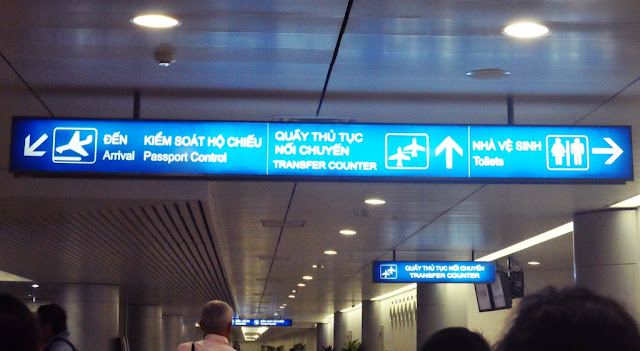 ĐẾN
Arrival
KIỂM SOÁT HỘ CHIẾU
Passport Control
QUẦY THỦ TỤC
NỐI CHUYẾN
TRANSFER COUNTER
NHÀ VỆ SINH
Toilets
QUẦY THỦ TỤC NỐI CHUYẾN
TRANSFER COUNTER